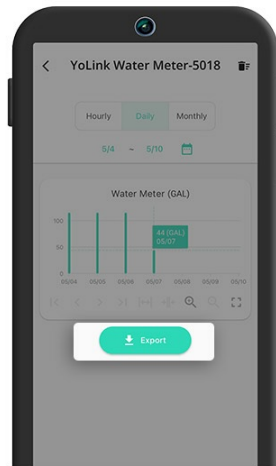 YoLink Water Meter-5018
Hourly Daily Monthly
5/4 ~ 5/10
Water Meter (GAL)
100
44 (GAL)
05/07
50
0
05/04 05/05 05/06 05/07 05/08 05/09 05/10
Export